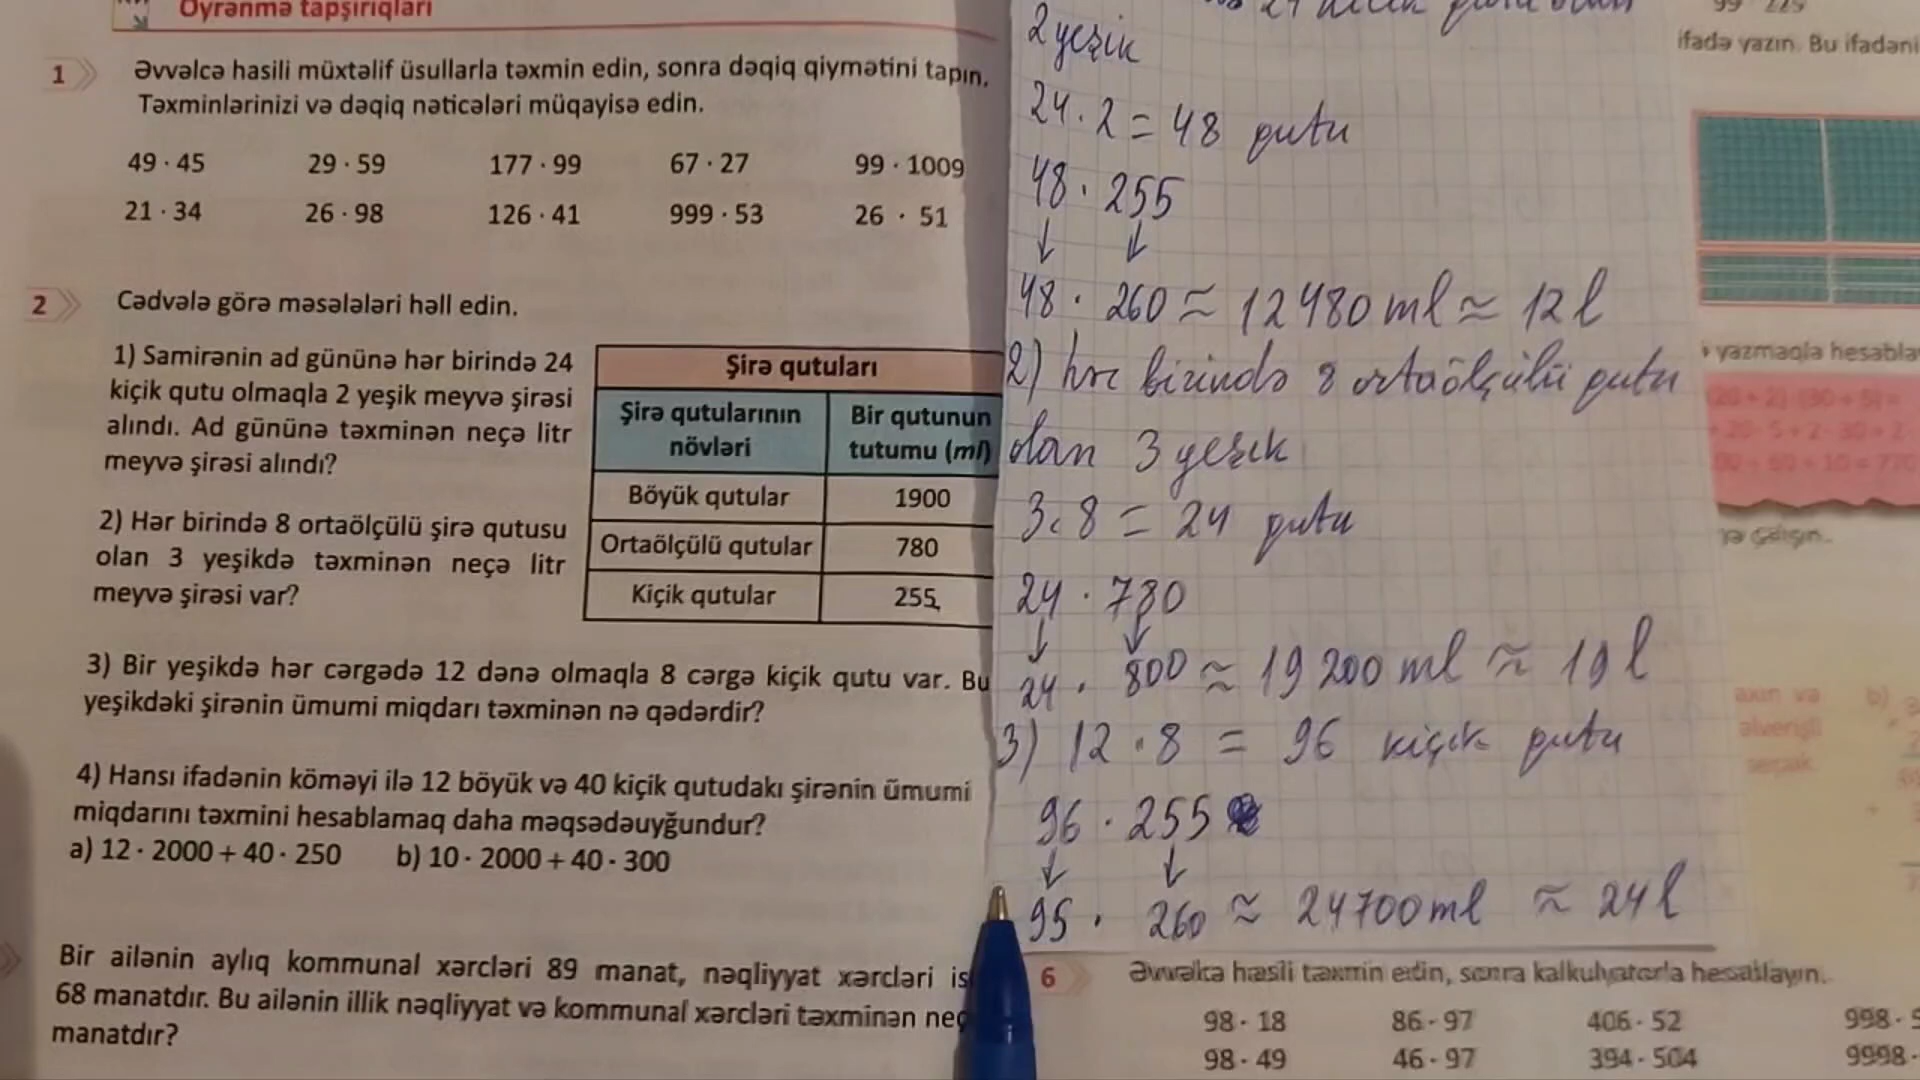 Öyrənmə tapşırıqları
1
Əvvəlcə hasili müxtəlif üsullarla təxmin edin, sonra dəqiq qiymətini tapın.
Təxminlərinizi və dəqiq nəticələri müqayisə edin.
49 · 45 29 · 59 177 · 99 67 · 27 99 · 1009
21 · 34 26 · 98 126 · 41 999 · 53 26 · 51
2
Cədvələ görə məsələləri həll edin.
1) Samirənin ad gününə hər birində 24
kiçik qutu olmaqla 2 yeşik meyvə şirəsi
alındı. Ad gününə təxminən neçə litr
meyvə şirəsi alındı?
2) Hər birində 8 ortaölçülü şirə qutusu
olan 3 yeşikdə təxminən neçə litr
meyvə şirəsi var?
Şirə qutuları
Şirə qutularının növləri Bir qutunun tutumu (ml)
Böyük qutular 1900
Ortaölçülü qutular 780
Kiçik qutular 255
3) Bir yeşikdə hər cərgədə 12 dənə olmaqla 8 cərgə kiçik qutu var. Bu
yeşikdəki şirənin ümumi miqdarı təxminən nə qədərdir?
4) Hansı ifadənin köməyi ilə 12 böyük və 40 kiçik qutudakı şirənin ümumi
miqdarını təxmini hesablamaq daha məqsədəuyğundur?
a) 12 · 2000 + 40 · 250 b) 10 · 2000 + 40 · 300
Bir ailənin aylıq kommunal xərcləri 89 manat, nəqliyyat xərcləri is
68 manatdır. Bu ailənin illik nəqliyyat və kommunal xərcləri təxminən neç
manatdır?
2 yeşik
24 · 2 = 48 qutu
48 · 255
48 · 260 ≈ 12480 ml ≈ 12 l
2) hər birində 8 ortaölçülü qutu
olan 3 yeşik
3 · 8 = 24 qutu
24 · 780
24 · 800 ≈ 19 200 ml ≈ 19 l
3) 12 · 8 = 96 kiçik qutu
96 · 255
95 · 260 ≈ 24700 ml ≈ 24 l
ifadə yazın. Bu ifadəni
yazmaqla hesabla
axın və
əlverişli
b)
6
Əvvəlcə hasili təxmin edin, sonra kalkulyatorla hesablayın.
98 · 18 86 · 97 406 · 52 998 ·
98 · 49 46 · 97 394 · 504 9998 ·